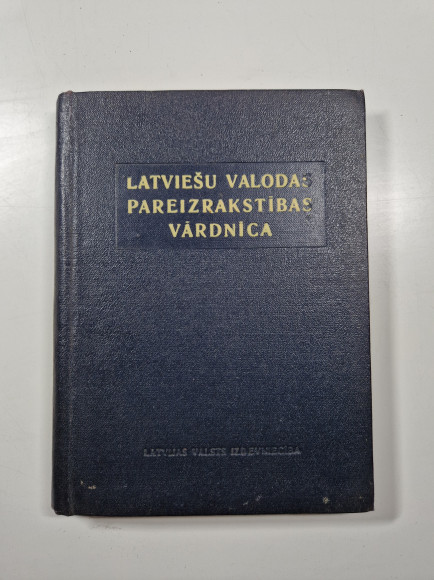 LATVIEŠU VALODAS
PAREIZRAKSTĪBAS
VĀRDNĪCA
LATVIJAS VALSTS IZDEVNIECĪBA